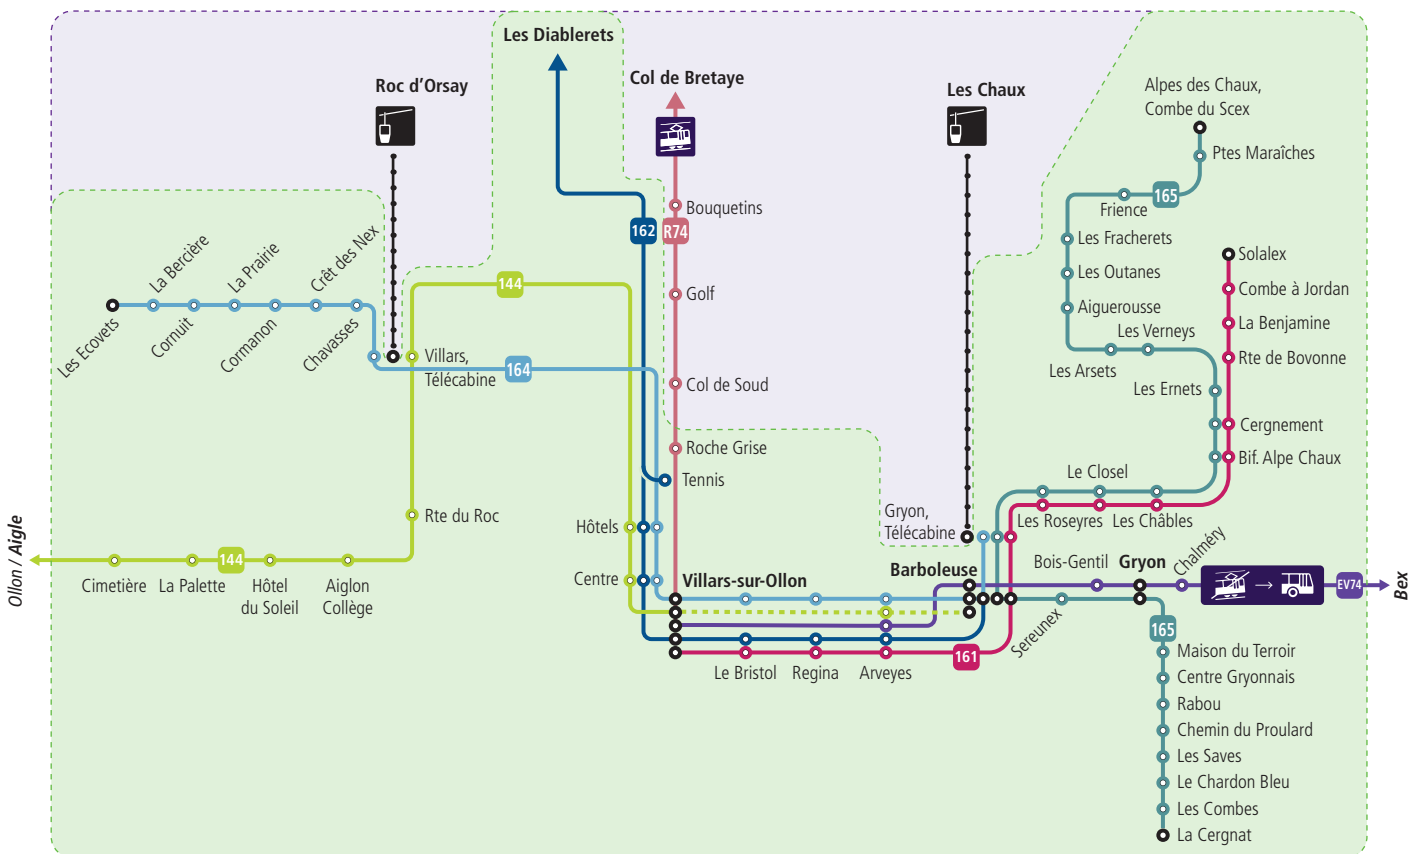 Les Diablerets
Roc d'Orsay
Col de Bretaye
Les Chaux
Alpes des Chaux,
Combe du Scex
Ptes Maraîches
165
Frience
Bouquetins
162
R74
Les Fracherets
Solalex
La Bercière
La Prairie
Crêt des Nex
Les Outanes
Combe à Jordan
144
Golf
Aiguerousse
La Benjamine
Les Ecovets
Cornuit
Cormanon
Chavasses
Les Verneys
Villars,
Télécabine
164
Les Arsets
Rte de Bovonne
Col de Soud
Les Ernets
Cergnement
Roche Grise
Bif. Alpe Chaux
Tennis
Le Closel
Rte du Roc
Gryon,
Télécabine
Les Roseyres
Les Châbles
Hôtels
Ollon / Aigle
144
Cimetière
La Palette
Hôtel
du Soleil
Aiglon
Collège
Centre
Villars-sur-Ollon
Barboleuse
Bois-Gentil
Gryon
Chalméry
EV74
Bex
Sereunex
165
Le Bristol
Regina
Arveyes
161
Maison du Terroir
Centre Gryonnais
Rabou
Chemin du Proulard
Les Saves
Le Chardon Bleu
Les Combes
La Cergnat